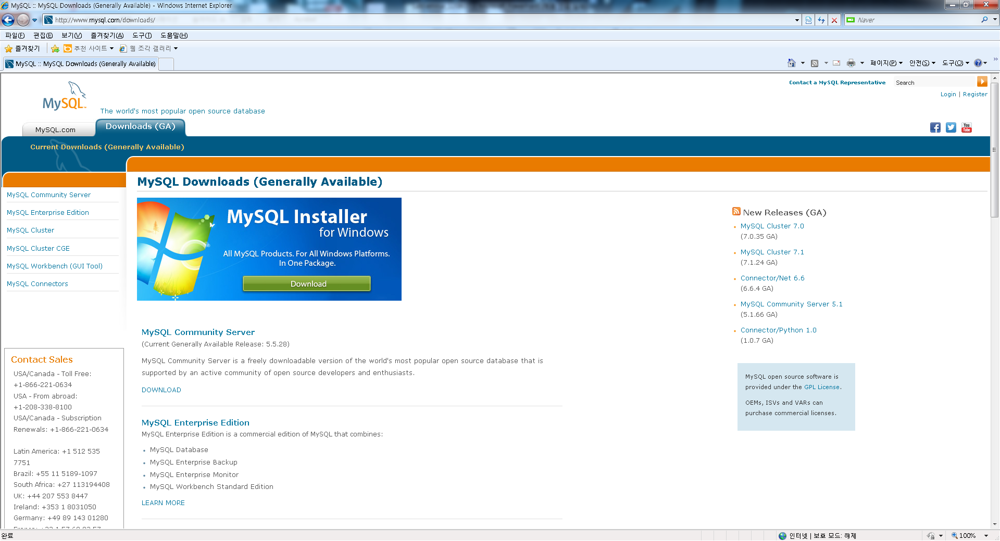 MySQL :: MySQL Downloads (Generally Available) - Windows Internet Explorer
http://www.mysql.com/downloads/
Naver
파일(F) 편집(E) 보기(V) 즐겨찾기(A) 도구(T) 도움말(H)
즐겨찾기 추천 사이트 웹 조각 갤러리
MySQL :: MySQL Downloads (Generally Available)
페이지(P) 안전(S) 도구(O)
Contact a MySQL Representative
Search
Login | Register
MySQL™
The world's most popular open source database
MySQL.com
Downloads (GA)
You
Tube
Current Downloads (Generally Available)
MySQL Community Server
MySQL Enterprise Edition
MySQL Cluster
MySQL Cluster CGE
MySQL Workbench (GUI Tool)
MySQL Connectors
Contact Sales
USA/Canada - Toll Free:
+1-866-221-0634
USA - From abroad:
+1-208-338-8100
USA/Canada - Subscription
Renewals: +1-866-221-0634
Latin America: +1 512 535
7751
Brazil: +55 11 5189-1097
South Africa: +27 113194408
UK: +44 207 553 8447
Ireland: +353 1 8031050
Germany: +49 89 143 01280
MySQL Downloads (Generally Available)
MySQL Installer
for Windows
All MySQL Products. For All Windows Platforms.
In One Package.
Download
MySQL Community Server
(Current Generally Available Release: 5.5.28)
MySQL Community Server is a freely downloadable version of the world's most popular open source database that is
supported by an active community of open source developers and enthusiasts.
DOWNLOAD
MySQL Enterprise Edition
MySQL Enterprise Edition is a commercial edition of MySQL that combines:
MySQL Database
MySQL Enterprise Backup
MySQL Enterprise Monitor
MySQL Workbench Standard Edition
LEARN MORE
New Releases (GA)
MySQL Cluster 7.0
(7.0.35 GA)
MySQL Cluster 7.1
(7.1.24 GA)
Connector/Net 6.6
(6.6.4 GA)
MySQL Community Server 5.1
(5.1.66 GA)
Connector/Python 1.0
(1.0.7 GA)
MySQL open source software is
provided under the GPL License.
OEMs, ISVs and VARs can
purchase commercial licenses.
완료
인터넷 | 보호 모드: 해제
100%